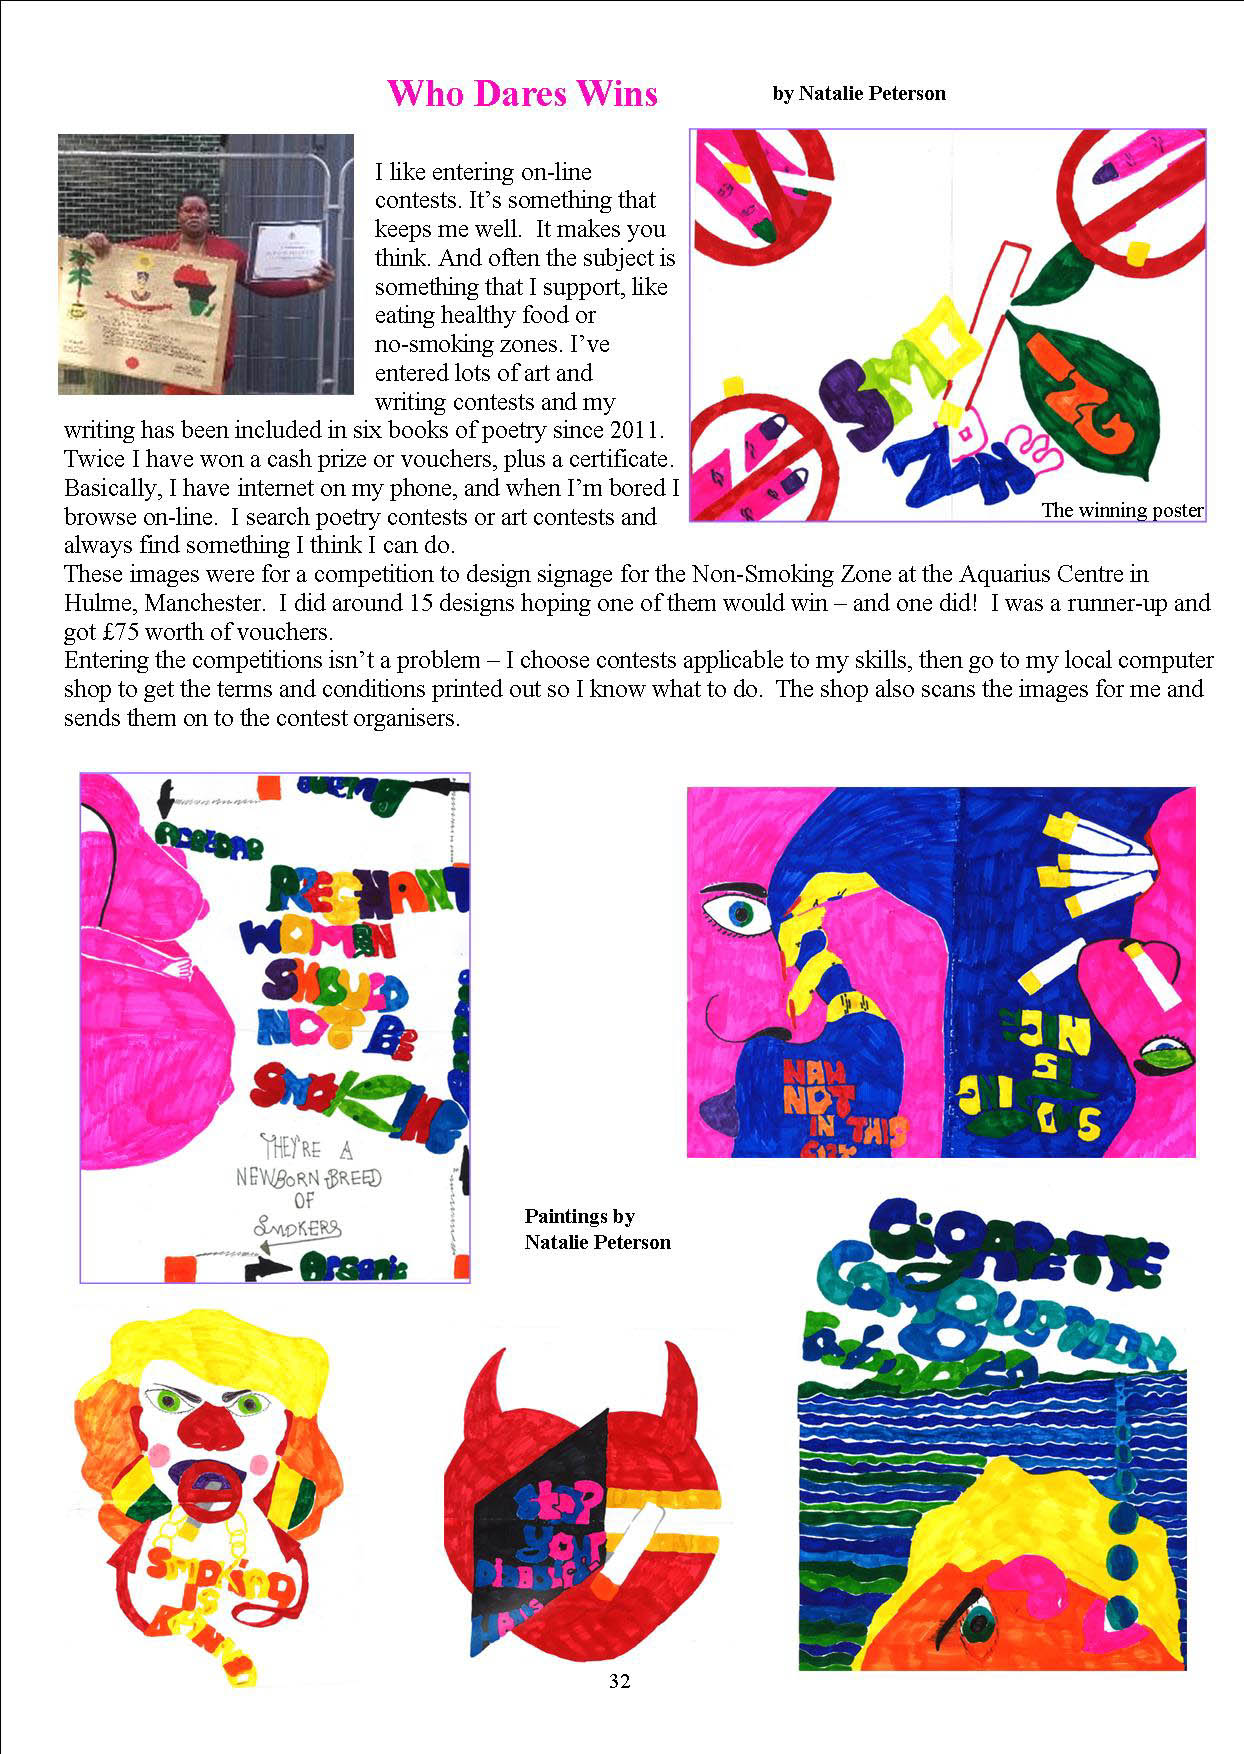 Who Dares Wins
by Natalie Peterson
I like entering on-line
contests. It's something that
keeps me well.  It makes you
think. And often the subject is
something that I support, like
eating healthy food or
no-smoking zones. I've
entered lots of art and
writing contests and my
writing has been included in six books of poetry since 2011.
Twice I have won a cash prize or vouchers, plus a certificate.
Basically, I have internet on my phone, and when I'm bored I
browse on-line.  I search poetry contests or art contests and
always find something I think I can do.
These images were for a competition to design signage for the Non-Smoking Zone at the Aquarius Centre in
Hulme, Manchester.  I did around 15 designs hoping one of them would win – and one did!  I was a runner-up and
got £75 worth of vouchers.
Entering the competitions isn't a problem – I choose contests applicable to my skills, then go to my local computer
shop to get the terms and conditions printed out so I know what to do.  The shop also scans the images for me and
sends them on to the contest organisers.
SMO
ZONE
The winning poster
Acetone
PREGNANT
WOMEN
SHOULD
NOT BE
SMOKING
THEY'RE A
NEWBORN BREED
OF
SMOKERS
Arsenic
NAH
NOT
IN THIS
CITY
Paintings by
Natalie Peterson
CIGARETTE
Smoking
IS
Stop
your
Diabolical
32